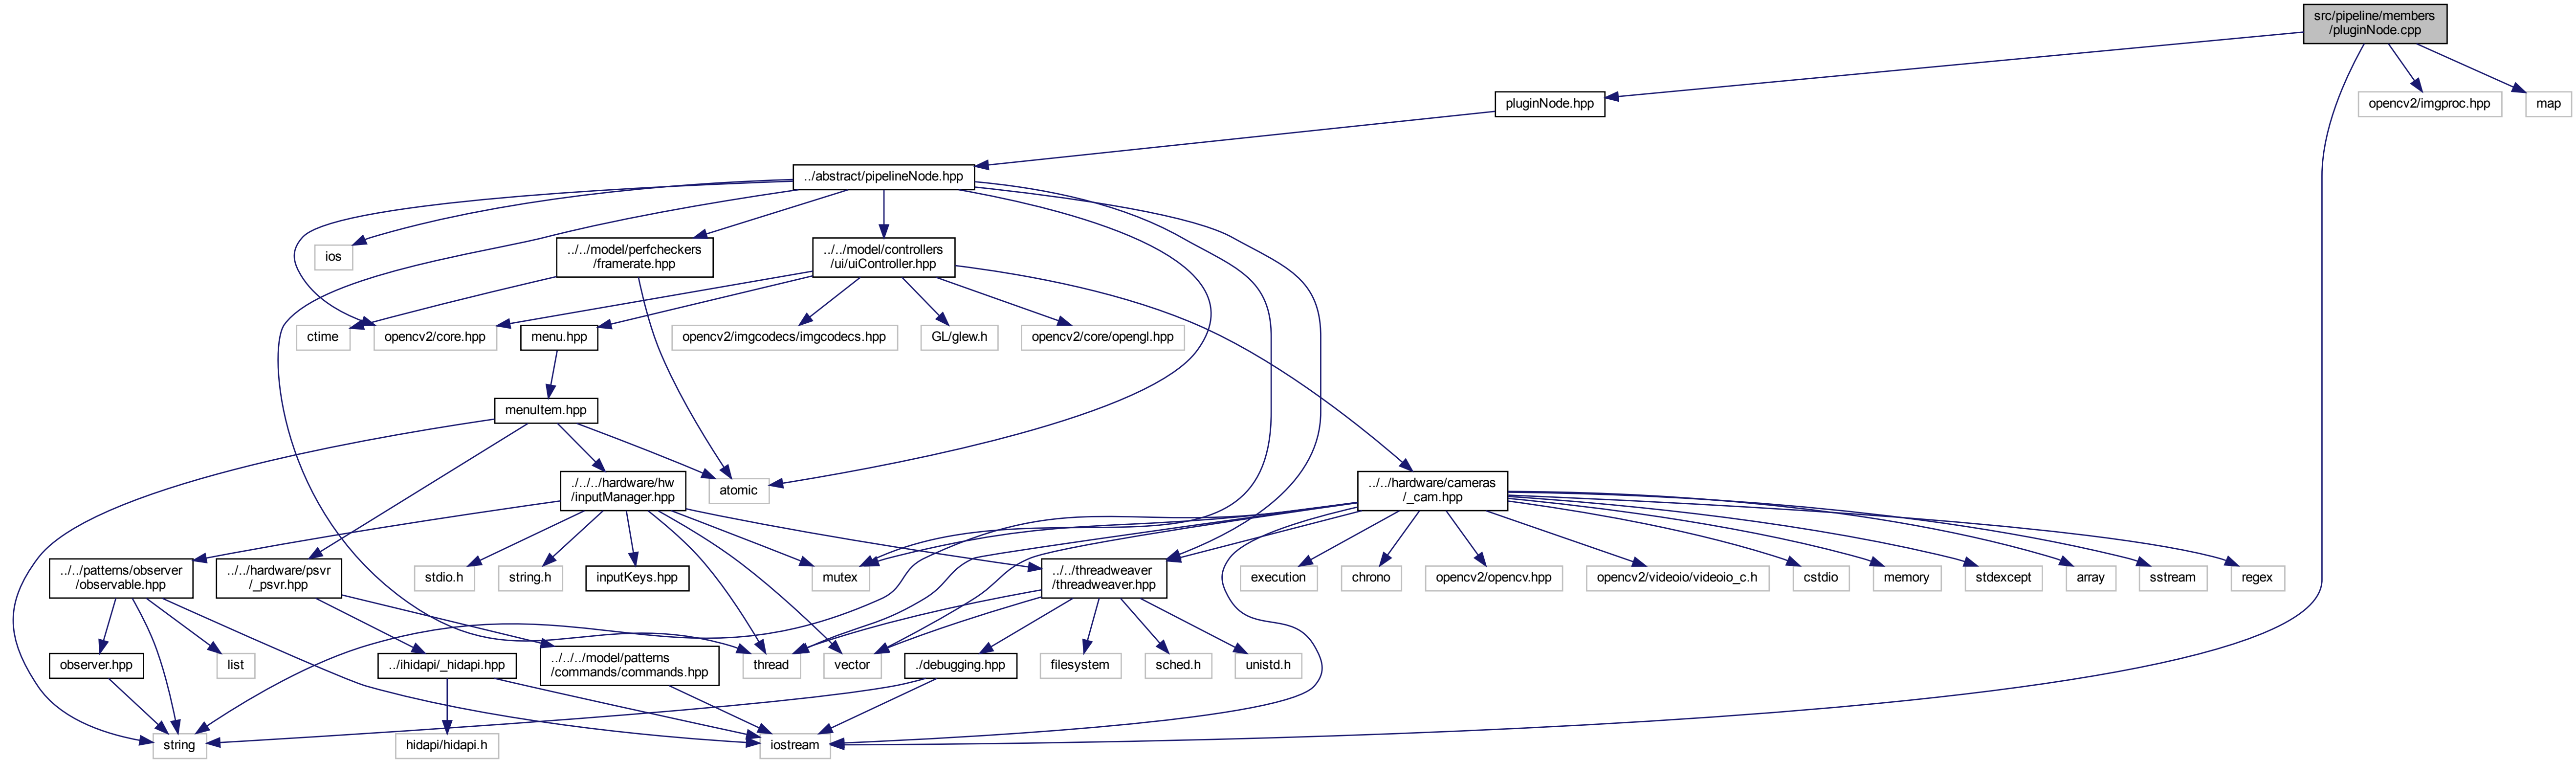 src/pipeline/members
/pluginNode.cpp
pluginNode.hpp
opencv2/imgproc.hpp
map
../abstract/pipelineNode.hpp
ios
../../model/perfcheckers
/framerate.hpp
../../model/controllers
/ui/uiController.hpp
ctime
opencv2/core.hpp
menu.hpp
opencv2/imgcodecs/imgcodecs.hpp
GL/glew.h
opencv2/core/opengl.hpp
menuItem.hpp
../../../hardware/hw
/inputManager.hpp
atomic
../../hardware/cameras
/_cam.hpp
../../patterns/observer
/observable.hpp
../../hardware/psvr
/_psvr.hpp
stdio.h
string.h
inputKeys.hpp
mutex
../../threadweaver
/threadweaver.hpp
execution
chrono
opencv2/opencv.hpp
opencv2/videoio/videoio_c.h
cstdio
memory
stdexcept
array
sstream
regex
observer.hpp
list
../ihidapi/_hidapi.hpp
../../../model/patterns
/commands/commands.hpp
thread
vector
./debugging.hpp
filesystem
sched.h
unistd.h
string
hidapi/hidapi.h
iostream